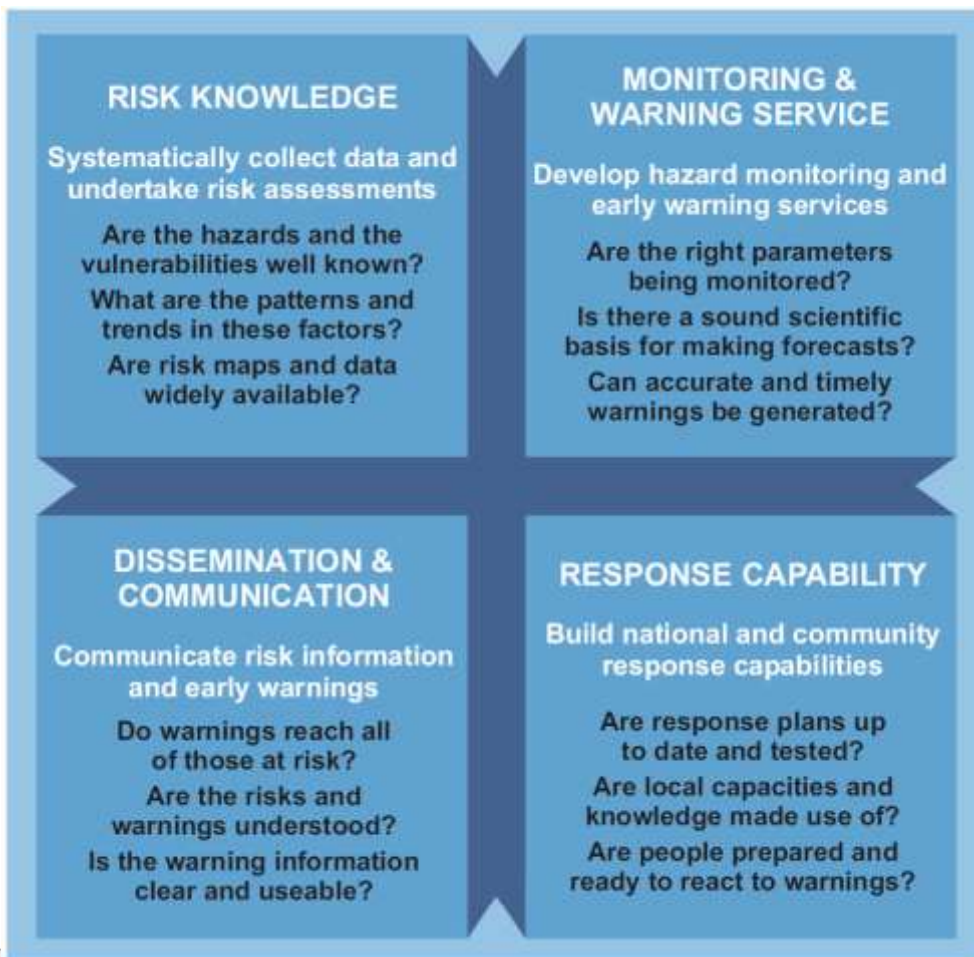 RISK KNOWLEDGE
Systematically collect data and
undertake risk assessments
Are the hazards and the
vulnerabilities well known?
What are the patterns and
trends in these factors?
Are risk maps and data
widely available?
MONITORING &
WARNING SERVICE
Develop hazard monitoring and
early warning services
Are the right parameters
being monitored?
Is there a sound scientific
basis for making forecasts?
Can accurate and timely
warnings be generated?
DISSEMINATION &
COMMUNICATION
Communicate risk information
and early warnings
Do warnings reach all
of those at risk?
Are the risks and
warnings understood?
Is the warning information
clear and useable?
RESPONSE CAPABILITY
Build national and community
response capabilities
Are response plans up
to date and tested?
Are local capacities and
knowledge made use of?
Are people prepared and
ready to react to warnings?